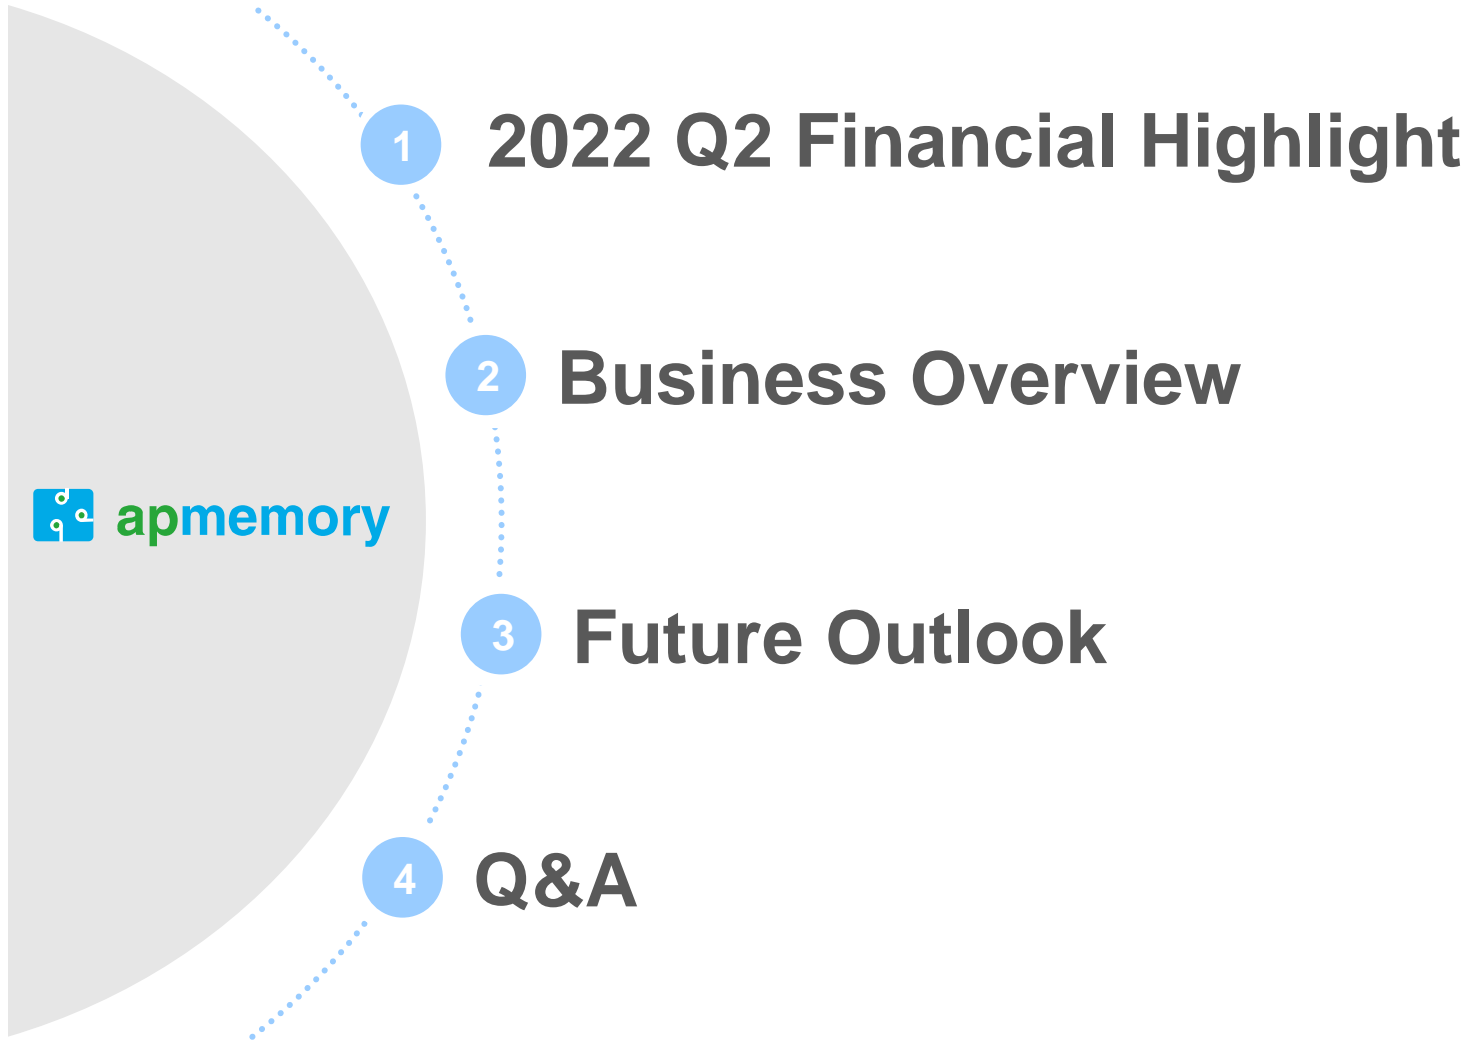 1 2022 Q2 Financial Highlight
2 Business Overview
apmemory
3 Future Outlook
4 Q&A